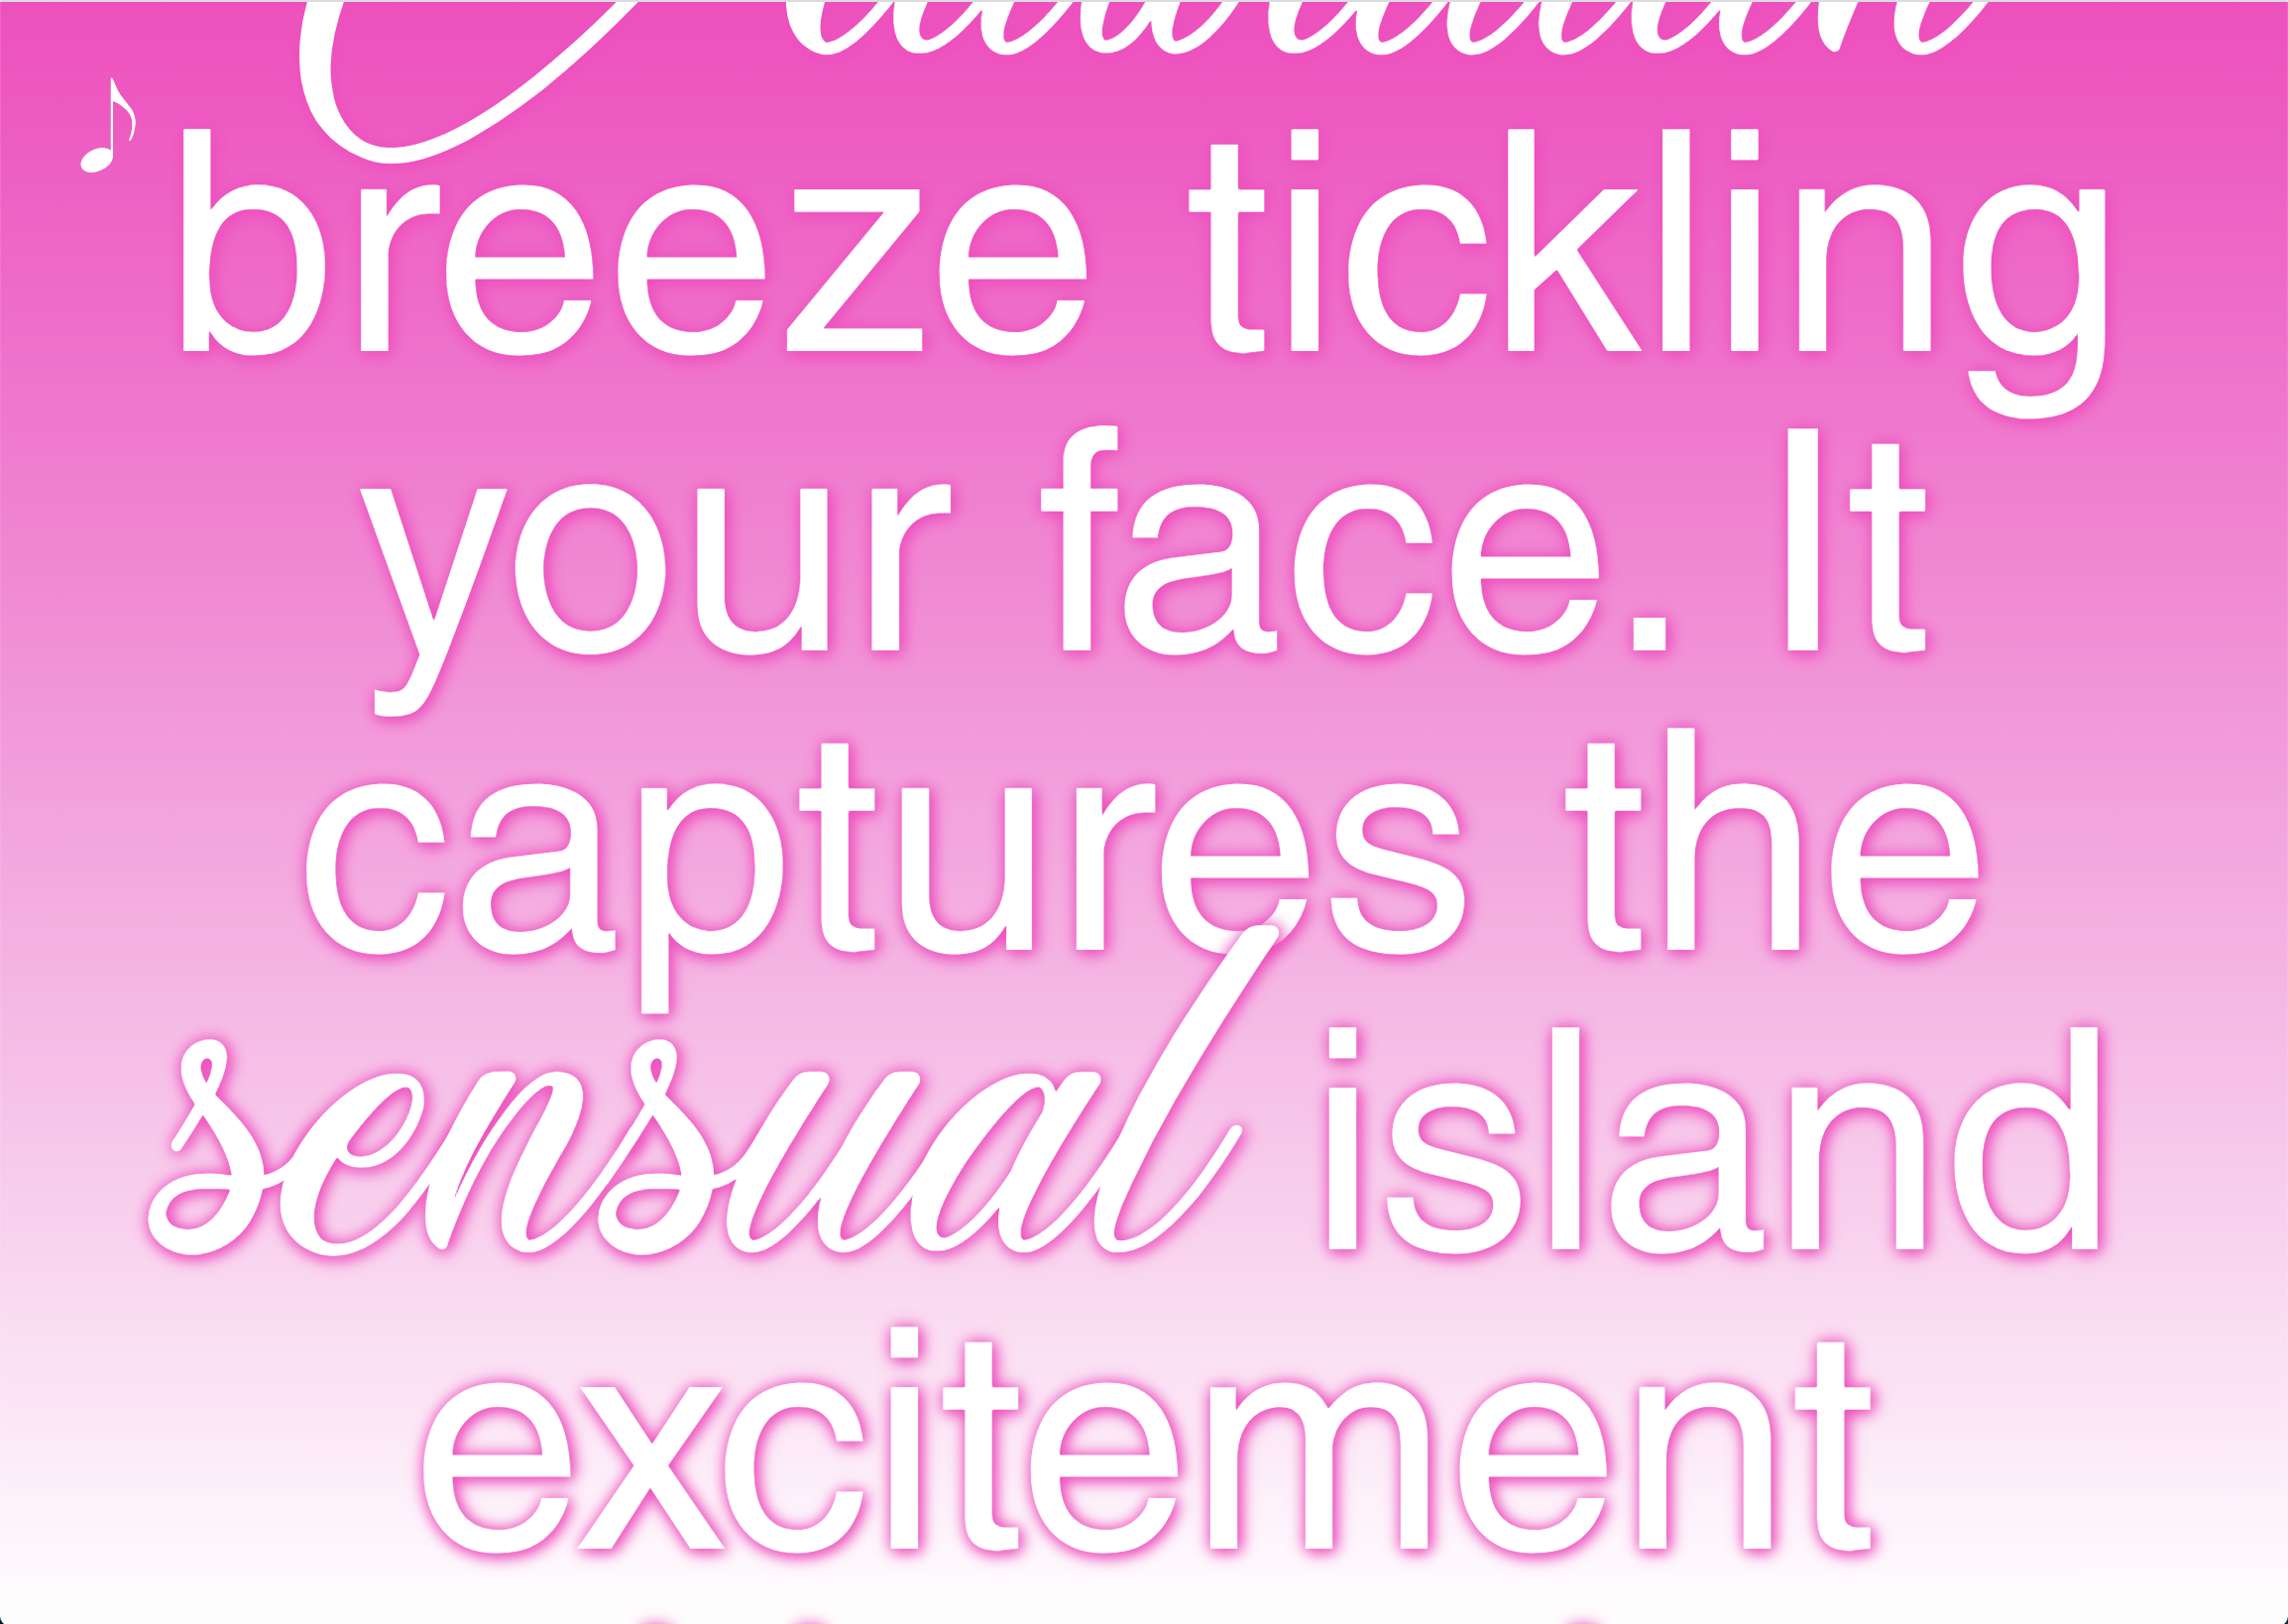 breeze tickling
your face. It
captures the
sensual island
excitement